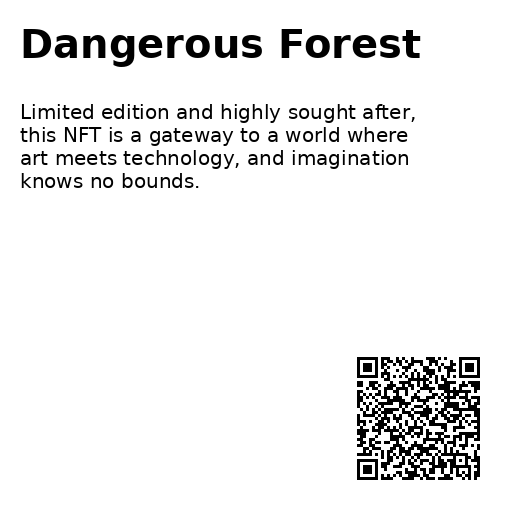 Dangerous Forest
Limited edition and highly sought after,
this NFT is a gateway to a world where
art meets technology, and imagination
knows no bounds.